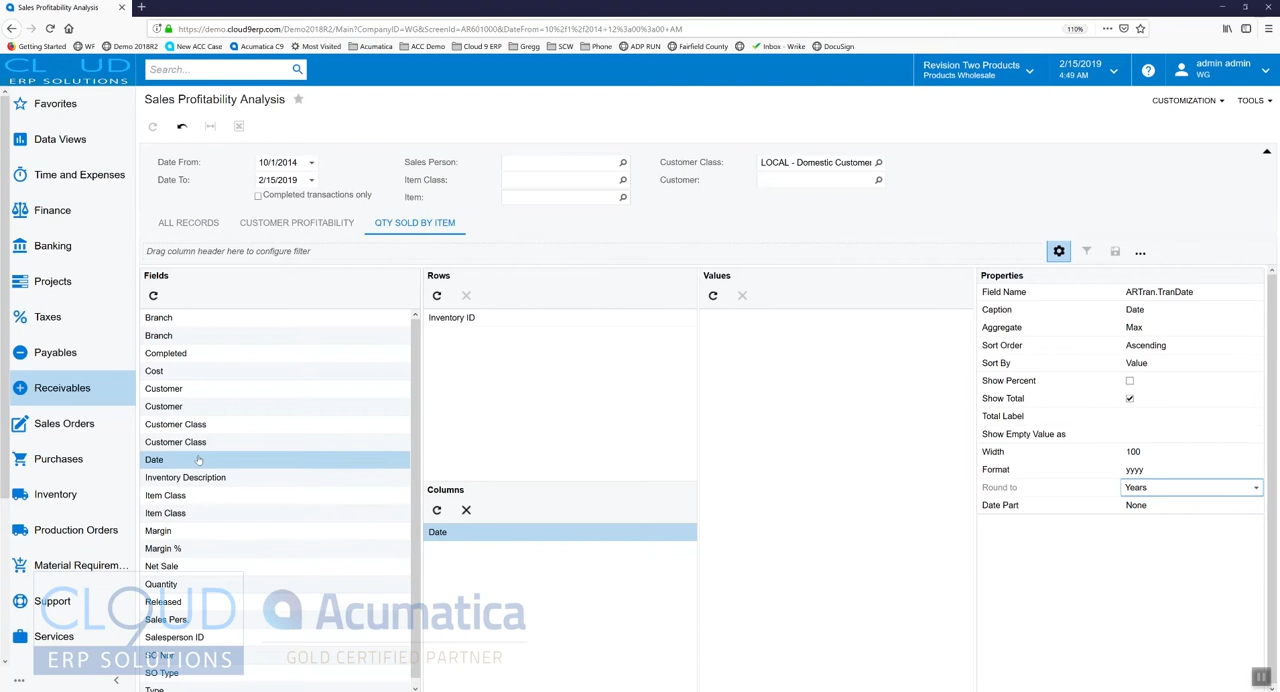 Sales Profitability Analysis
https://demo.cloud9erp.com/Demo2018R2/Main?CompanyID=WG&ScreenId=AR601000&DateFrom=10%2f1%2f2014+12%3a00%3a00+AM
110%
Getting Started
WF
Demo 2018R2
New ACC Case
Acumatica C9
Most Visited
Acumatica
ACC Demo
Cloud 9 ERP
Gregg
SCW
Phone
ADP RUN
Fairfield County
Inbox - Wrike
DocuSign
CL UD
ERP SOLUTIONS
Search...
Revision Two Products
Products Wholesale
2/15/2019
4:49 AM
admin admin
WG
Favorites
Data Views
Time and Expenses
Finance
Banking
Projects
Taxes
Payables
Receivables
Sales Orders
Purchases
Inventory
Production Orders
Material Requirem...
Support
Services
Sales Profitability Analysis
CUSTOMIZATION
TOOLS
Date From:
10/1/2014
Date To:
2/15/2019
Completed transactions only
Sales Person:
Item Class:
Item:
Customer Class:
LOCAL - Domestic Customer
Customer:
ALL RECORDS
CUSTOMER PROFITABILITY
QTY SOLD BY ITEM
Drag column header here to configure filter
Fields
Branch
Branch
Completed
Cost
Customer
Customer
Customer Class
Customer Class
Date
Inventory Description
Item Class
Item Class
Margin
Margin %
Net Sale
Quantity
Released
Sales Pers.
Salesperson ID
SO Nbr.
SO Type
Type
Rows
Inventory ID
Columns
Date
Values
Properties
Field Name ARTran.TranDate
Caption Date
Aggregate Max
Sort Order Ascending
Sort By Value
Show Percent
Show Total
Total Label
Show Empty Value as
Width 100
Format yyyy
Round to Years
Date Part None
CL9UD
ERP SOLUTIONS
Acumatica
GOLD CERTIFIED PARTNER